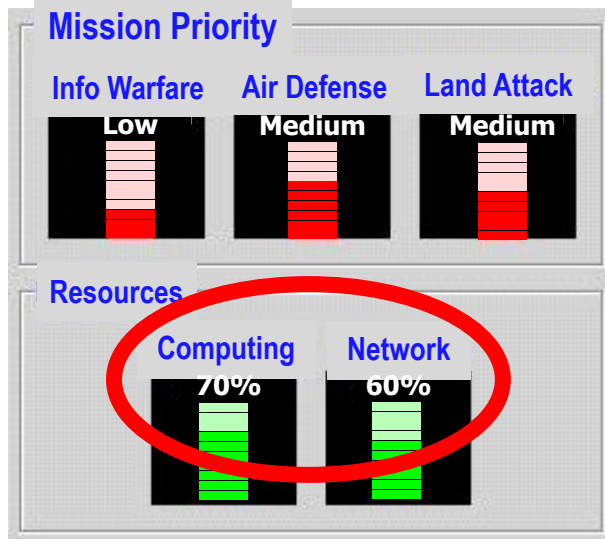 Mission Priority
Info Warfare Air Defense Land Attack
Low Medium Medium
Resources
Computing Network
70% 60%